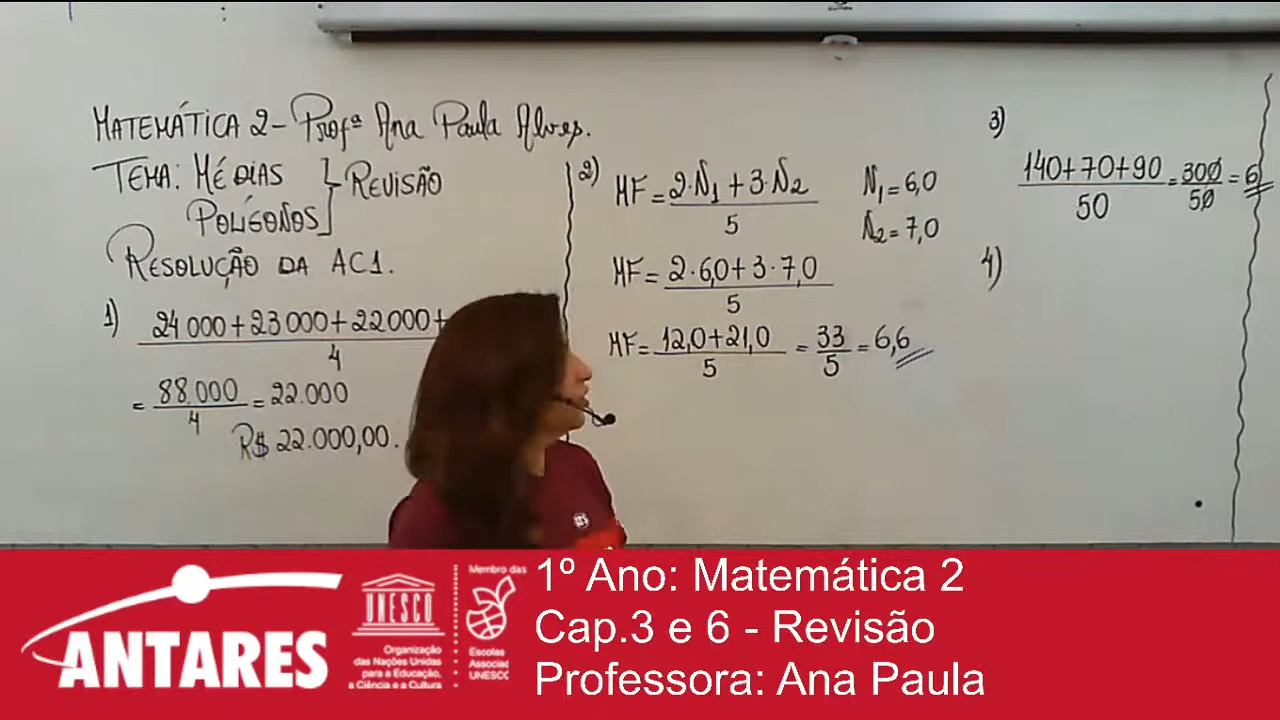 MATEMÁTICA 2 - Profª Ana Paula Alves.
TEMA: MÉDIAS
POLÍGONOS
REVISÃO
RESOLUÇÃO DA AC1.
1) 24 000 + 23 000 + 22 000 +
4
= 88.000 = 22.000
4
R$ 22.000,00.
2) MF = 2·N1 + 3·N2
5
N1 = 6,0
N2 = 7,0
MF = 2·6,0 + 3·7,0
5
MF = 12,0 + 21,0 = 33 = 6,6
5 5
3) 140 + 70 + 90 = 300 = 6
50 50
4)
ANTARES
UNESCO
Organização
das Nações Unidas
para a Educação,
a Ciência e a Cultura
Membro das
Escolas
Associad
UNESC
1º Ano: Matemática 2
Cap.3 e 6 - Revisão
Professora: Ana Paula